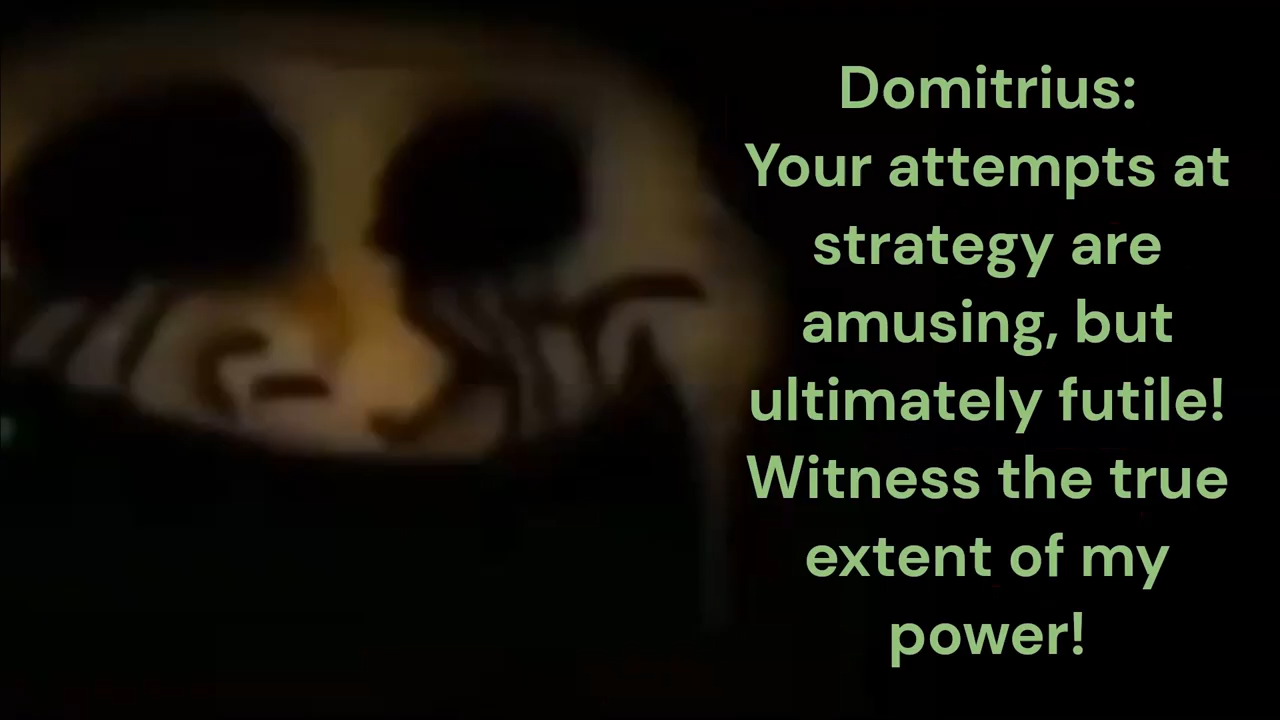 Domitrius:
Your attempts at
strategy are
amusing, but
ultimately futile!
Witness the true
extent of my
power!